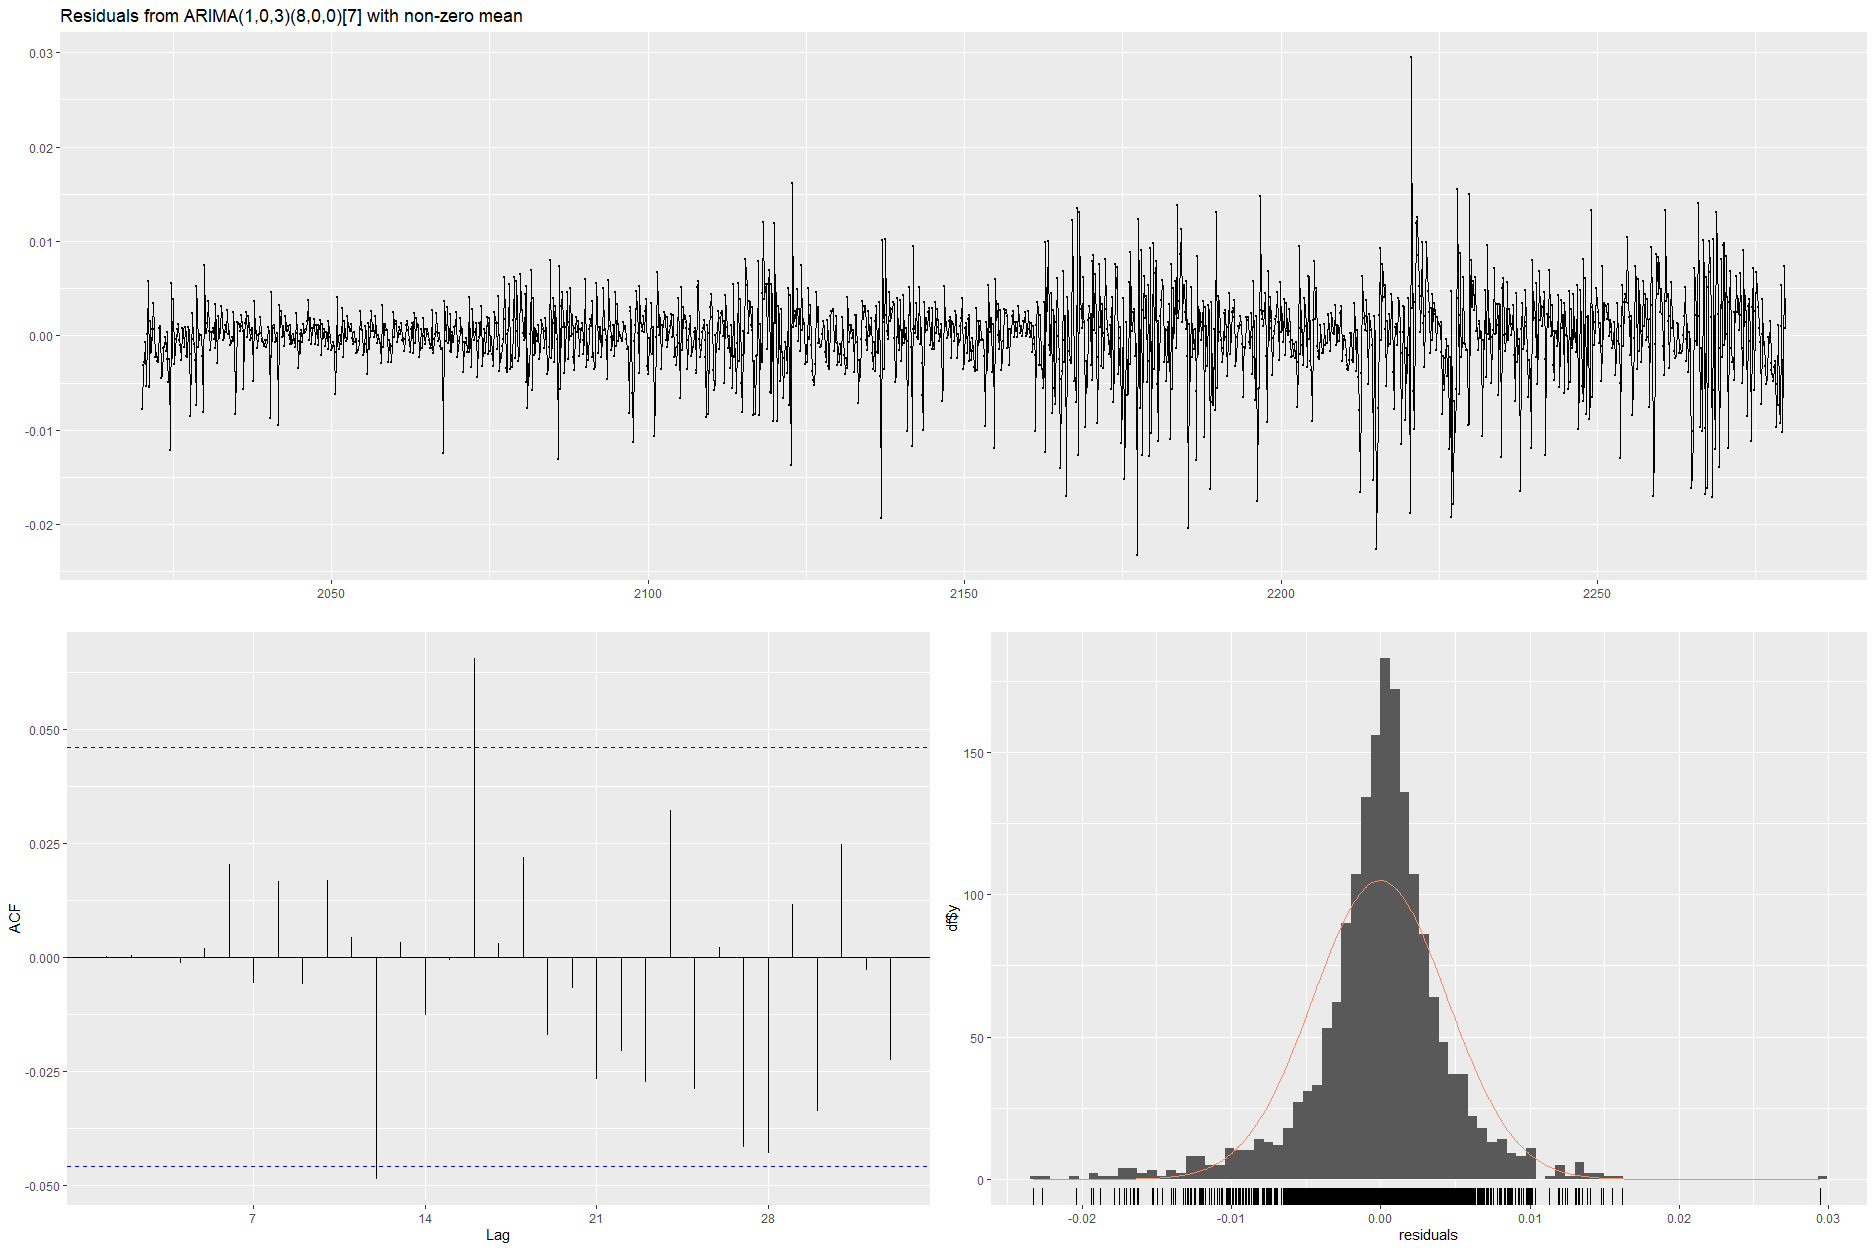 Residuals from ARIMA(1,0,3)(8,0,0)[7] with non-zero mean
0.03
0.02
0.01
0.00
-0.01
-0.02
2050 2100 2150 2200 2250
ACF
0.050
0.025
0.000
-0.025
-0.050
7 14 21 28
Lag
df$y
150
100
50
0
-0.02 -0.01 0.00 0.01 0.02 0.03
residuals